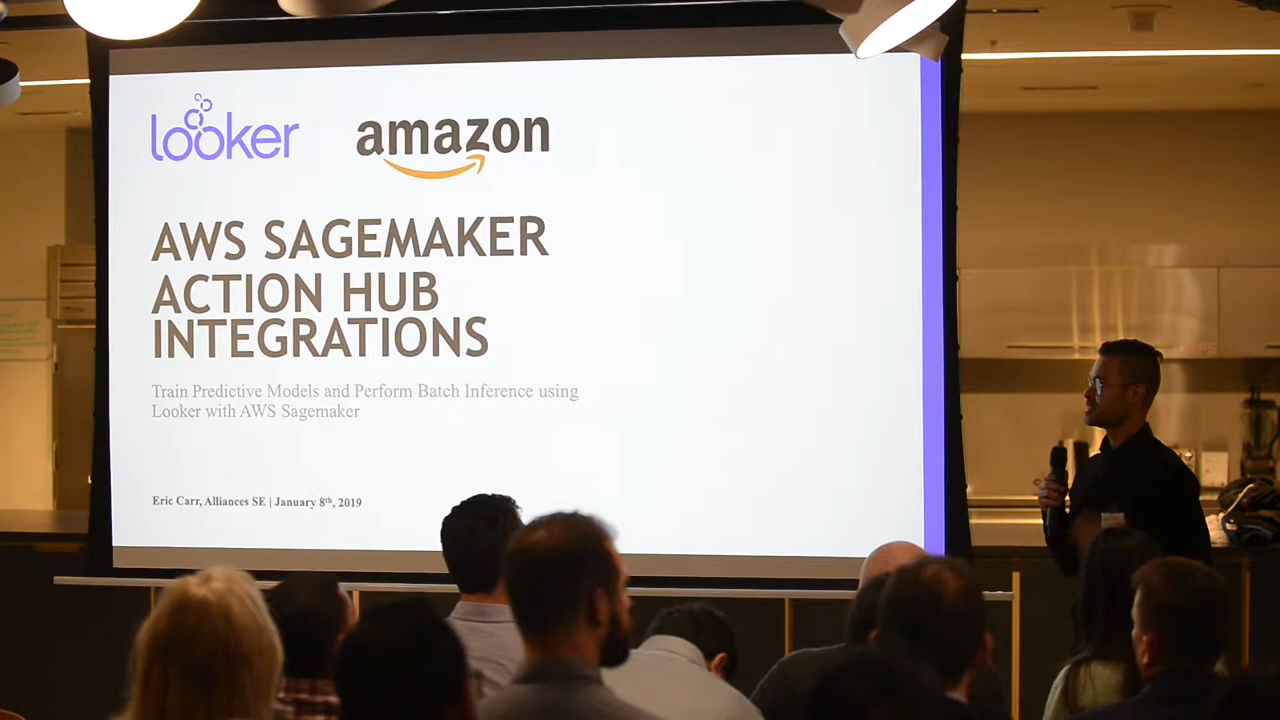 looker amazon
AWS SAGEMAKER
ACTION HUB
INTEGRATIONS
Train Predictive Models and Perform Batch Inference using
Looker with AWS Sagemaker
Eric Carr, Alliances SE | January 8th, 2019